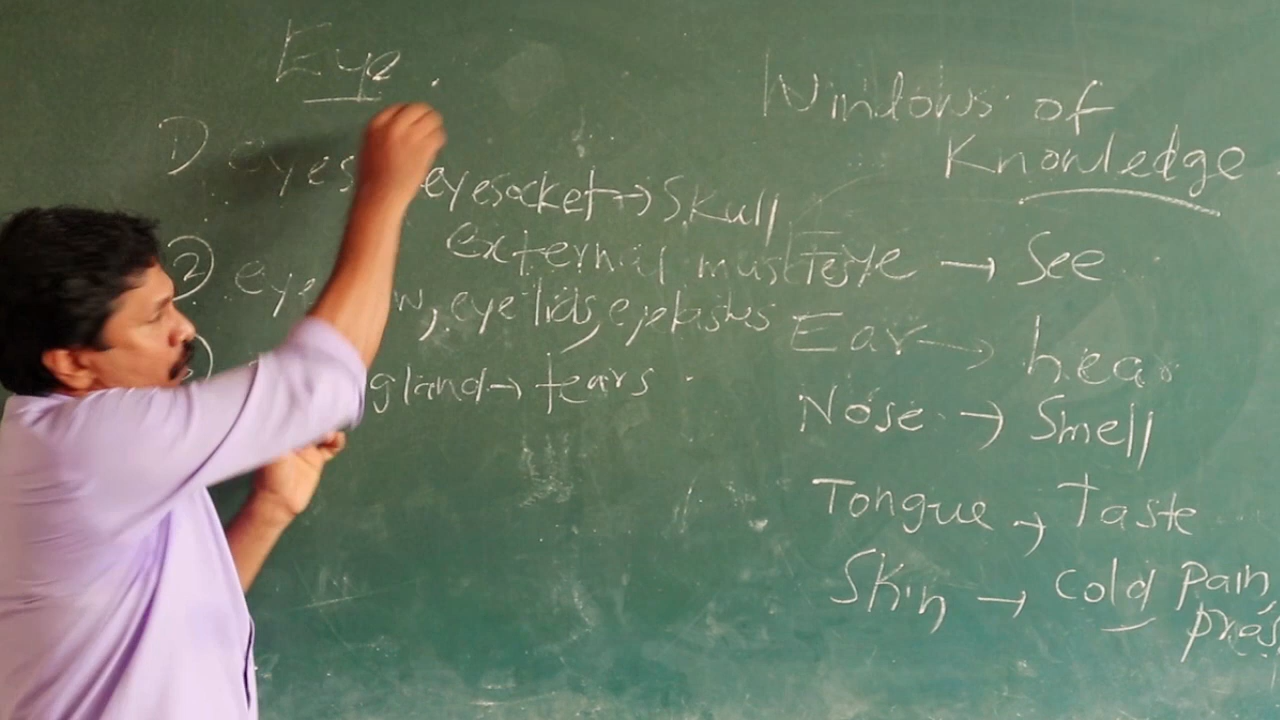 Eye.
1) eyes eyesocket → Skull
external
2) eye w, eye lids, eyelashes
gland → tears
Windows of
Knowledge
Eye → See
Ear → hear
Nose → Smell
Tongue → Taste
Skin → Cold Pain,